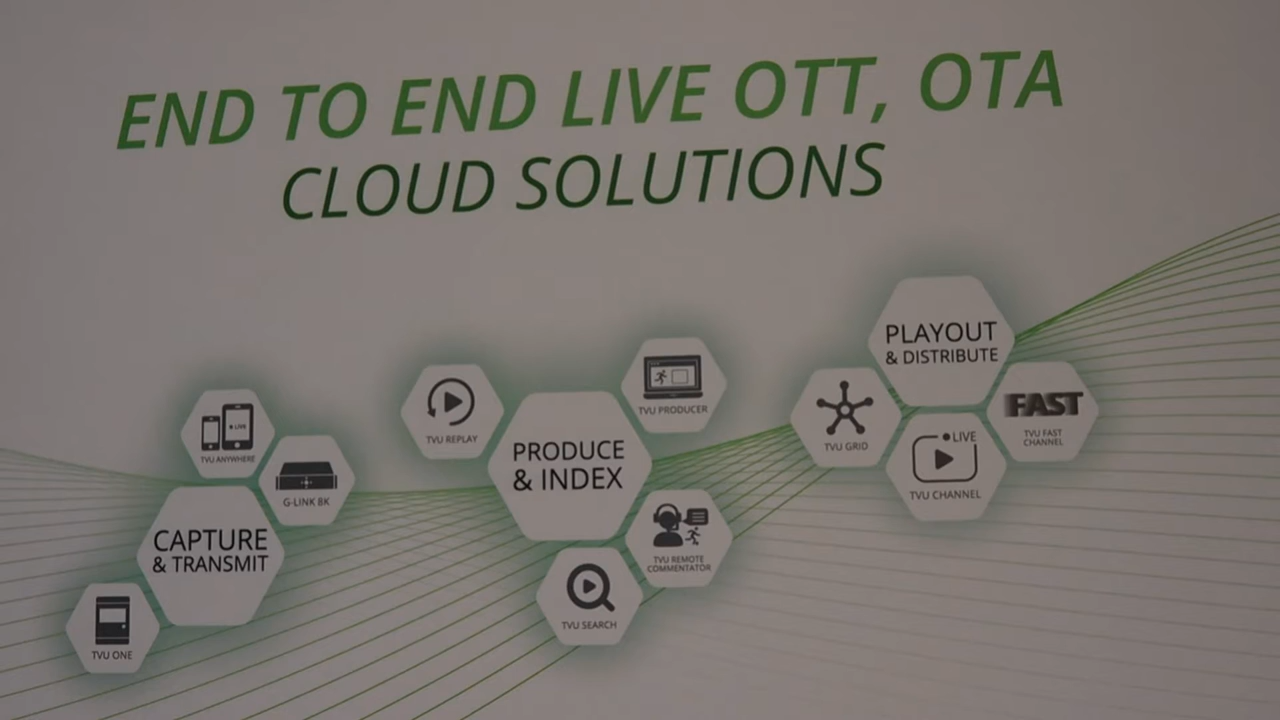 END TO END LIVE OTT, OTA
CLOUD SOLUTIONS
TVU ANYWHERE
G-LINK 8K
CAPTURE
& TRANSMIT
TVU ONE
TVU REPLAY
PRODUCE
& INDEX
TVU PRODUCER
TVU REMOTE
COMMENTATOR
TVU SEARCH
PLAYOUT
& DISTRIBUTE
TVU GRID
LIVE
TVU CHANNEL
FAST
TVU FAST
CHANNEL
LIVE